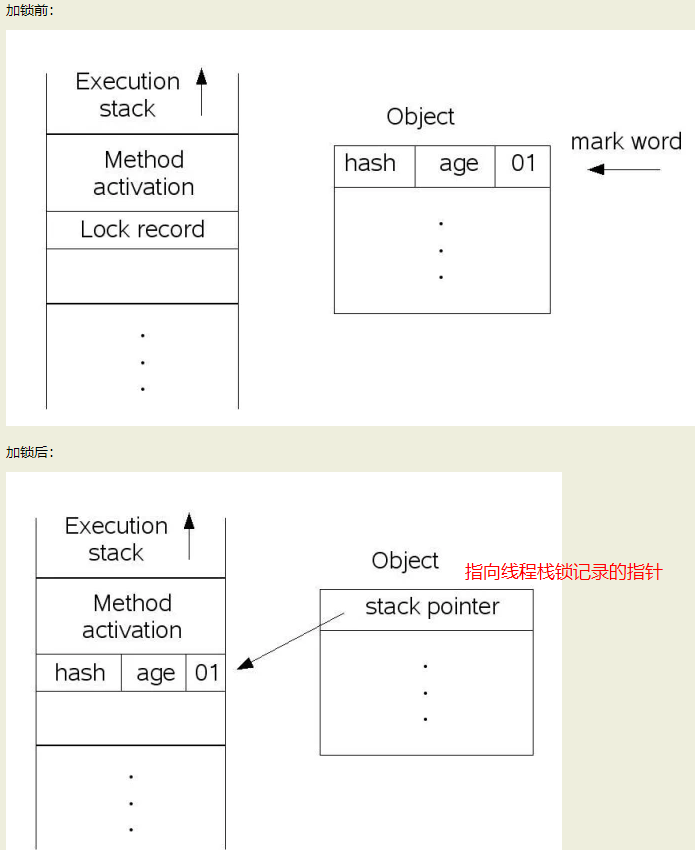 加锁前：
Execution
stack
Object
mark word
Method
activation
hash age 01
Lock record
加锁后：
Execution
stack
Object
指向线程栈锁记录的指针
Method
activation
stack pointer
hash age 01